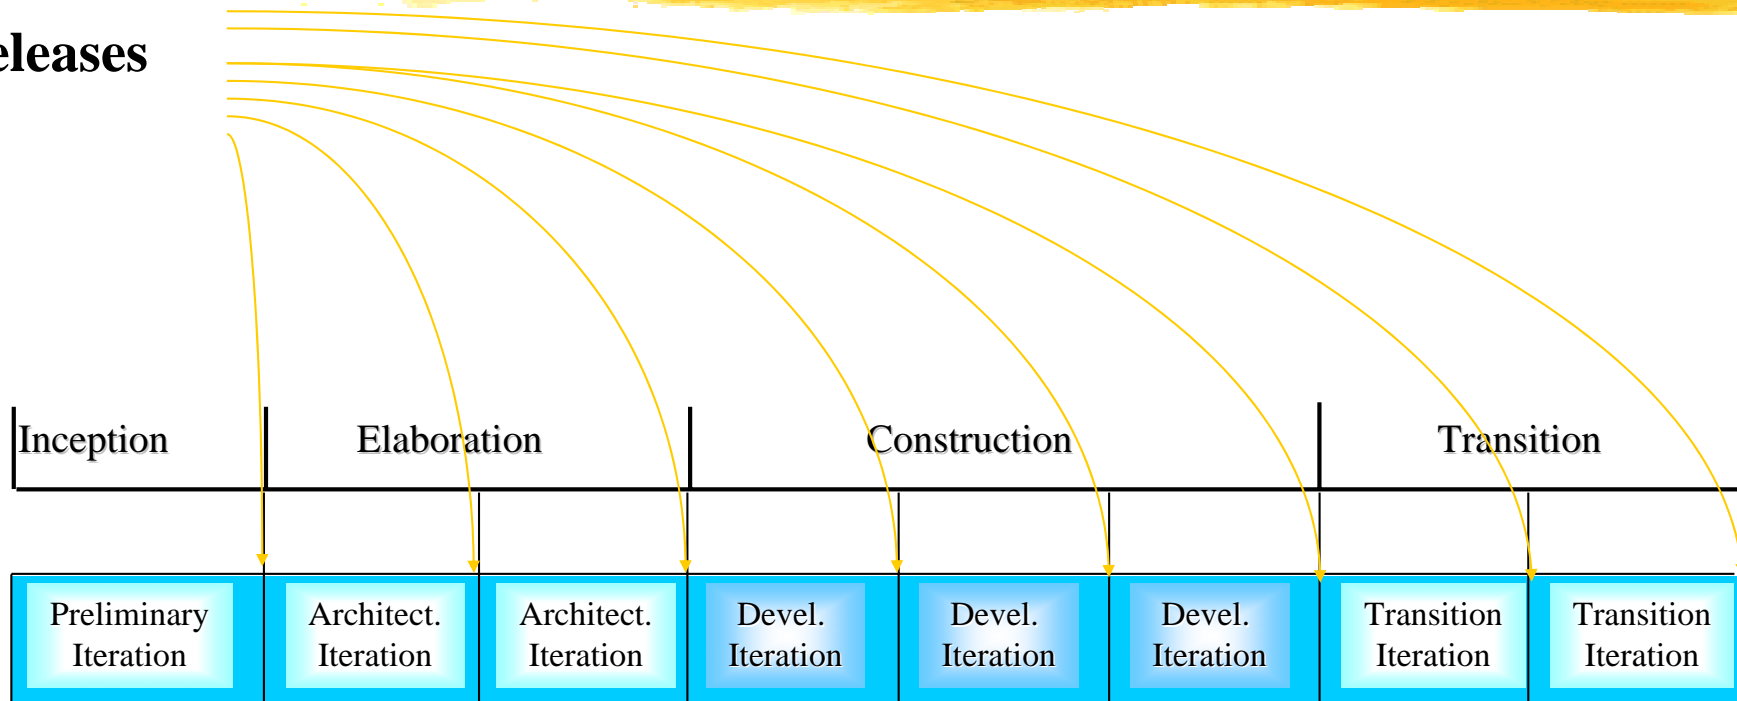 eleases
Inception Elaboration Construction Transition
Preliminary Architect. Architect. Devel. Devel. Devel. Transition Transition
Iteration Iteration Iteration Iteration Iteration Iteration Iteration Iteration